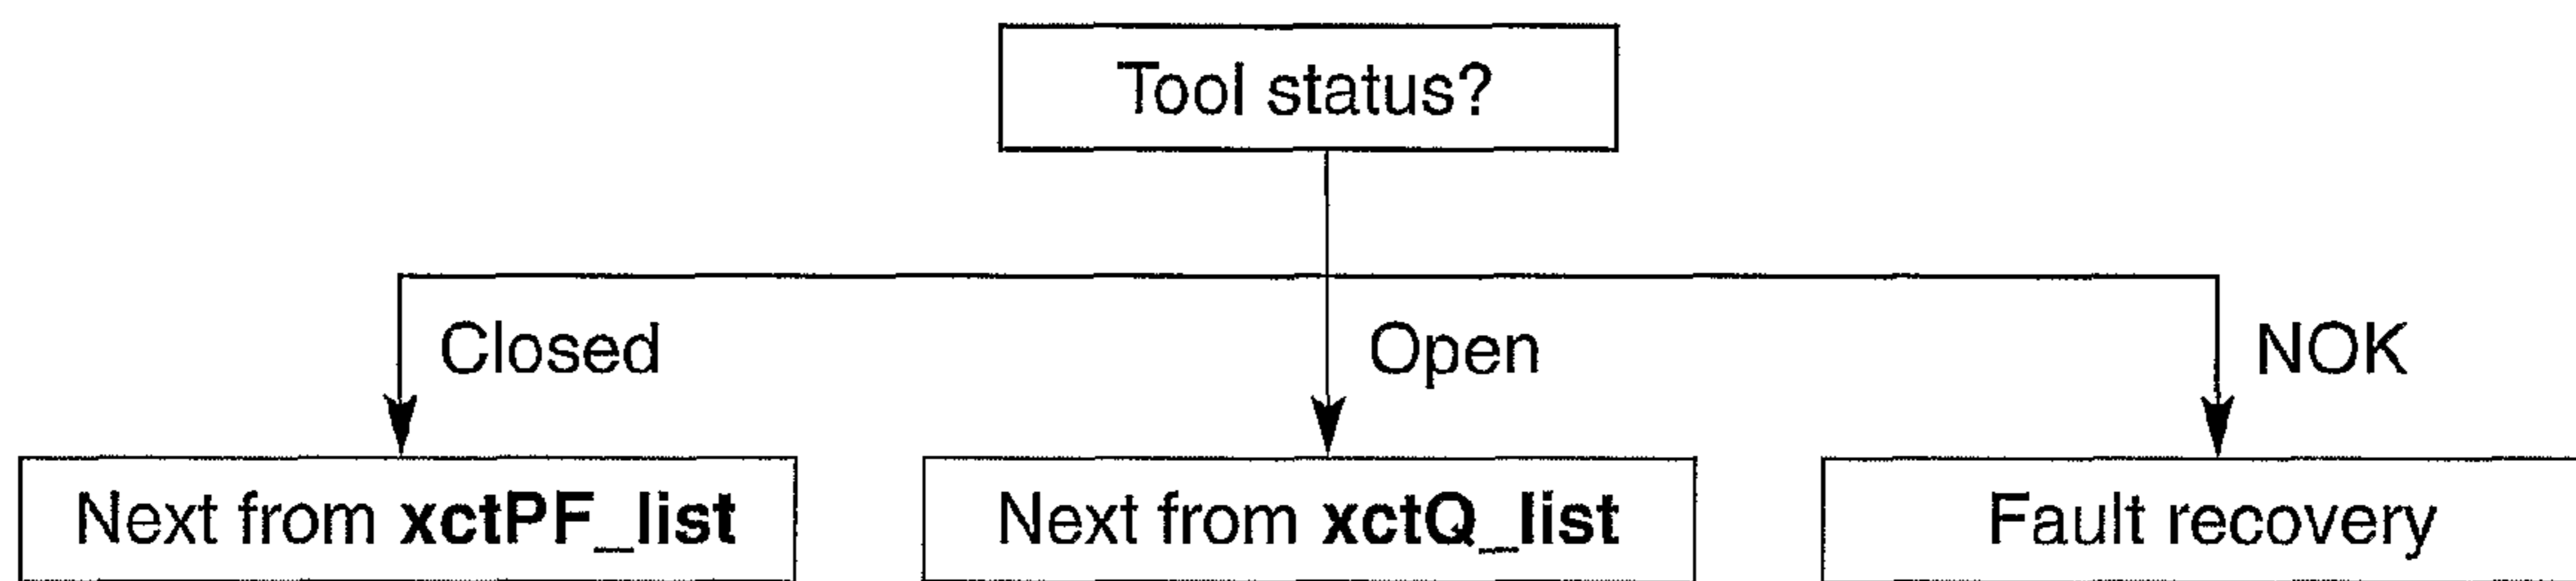 Tool status?
Closed
Open
NOK
Next from xctPF_list
Next from xctQ_list
Fault recovery